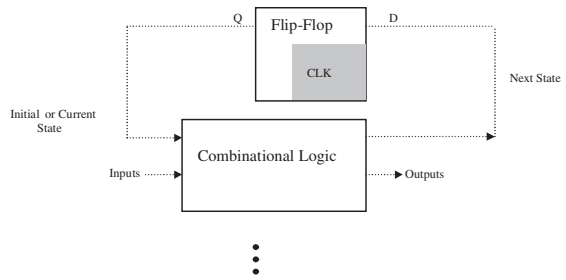 Q
Flip-Flop
D
CLK
Next State
Initial or Current
State
Combinational Logic
Inputs
Outputs